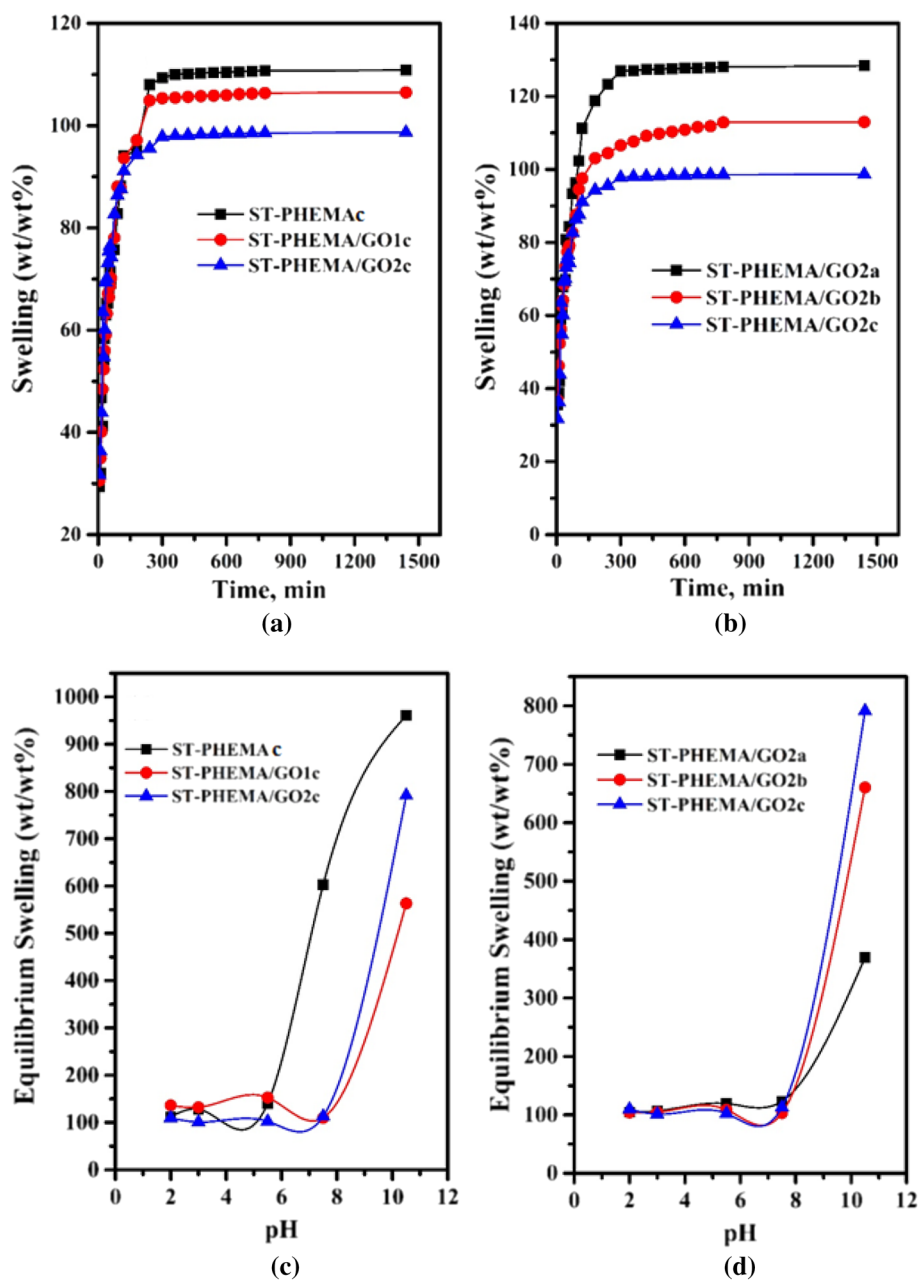 120
100
80
60
40
20
Swelling (wt/wt%)
ST-PHEMAc
ST-PHEMA/GO1c
ST-PHEMA/GO2c
0 300 600 900 1200 1500
Time, min
(a)
140
120
100
80
60
40
20
0
Swelling (wt/wt%)
ST-PHEMA/GO2a
ST-PHEMA/GO2b
ST-PHEMA/GO2c
0 300 600 900 1200 1500
Time, min
(b)
1000
900
800
700
600
500
400
300
200
100
0
Equilibrium Swelling (wt/wt%)
ST-PHEMAc
ST-PHEMA/GO1c
ST-PHEMA/GO2c
0 2 4 6 8 10 12
pH
(c)
800
700
600
500
400
300
200
100
0
Equilibrium Swelling (wt/wt%)
ST-PHEMA/GO2a
ST-PHEMA/GO2b
ST-PHEMA/GO2c
0 2 4 6 8 10 12
pH
(d)